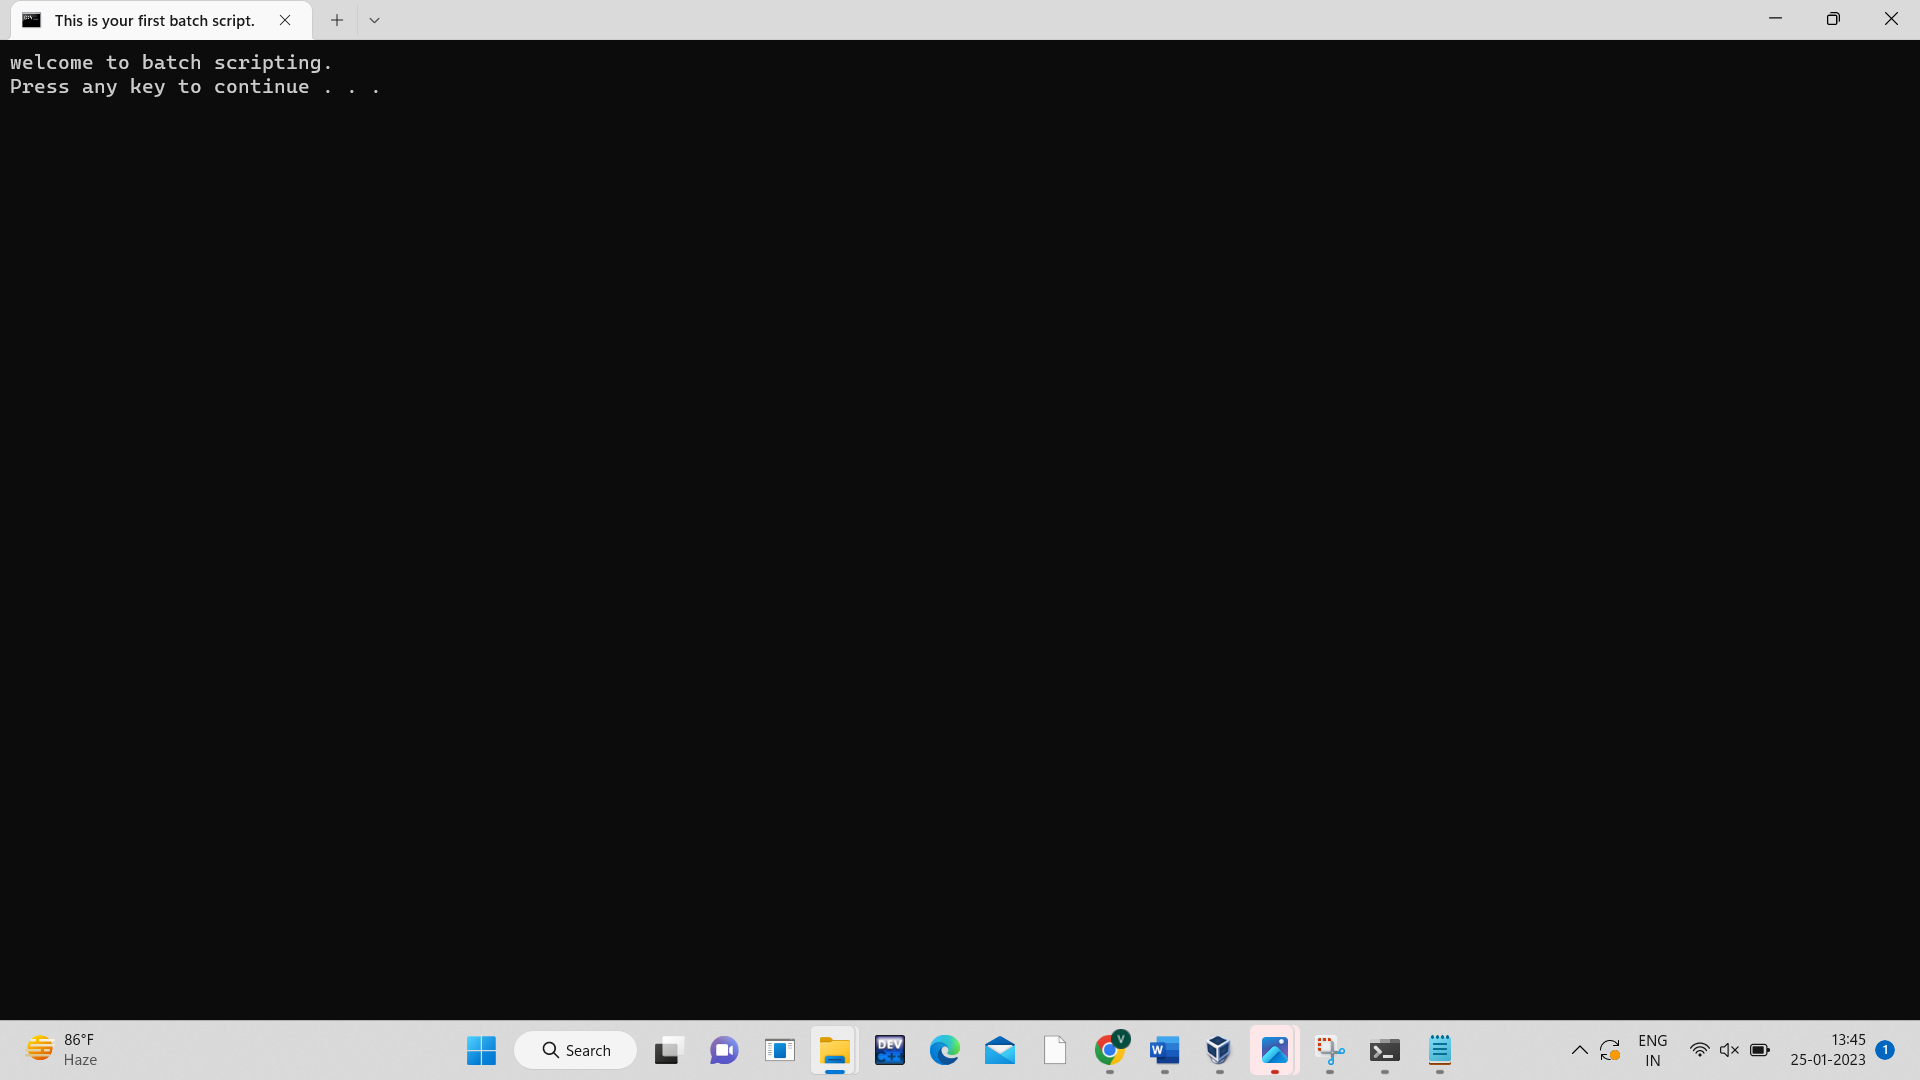 This is your first batch script.
welcome to batch scripting.
Press any key to continue . . .
86°F
Haze
Search
DEV
C++
V
W
ENG
IN
13:45
25-01-2023
1